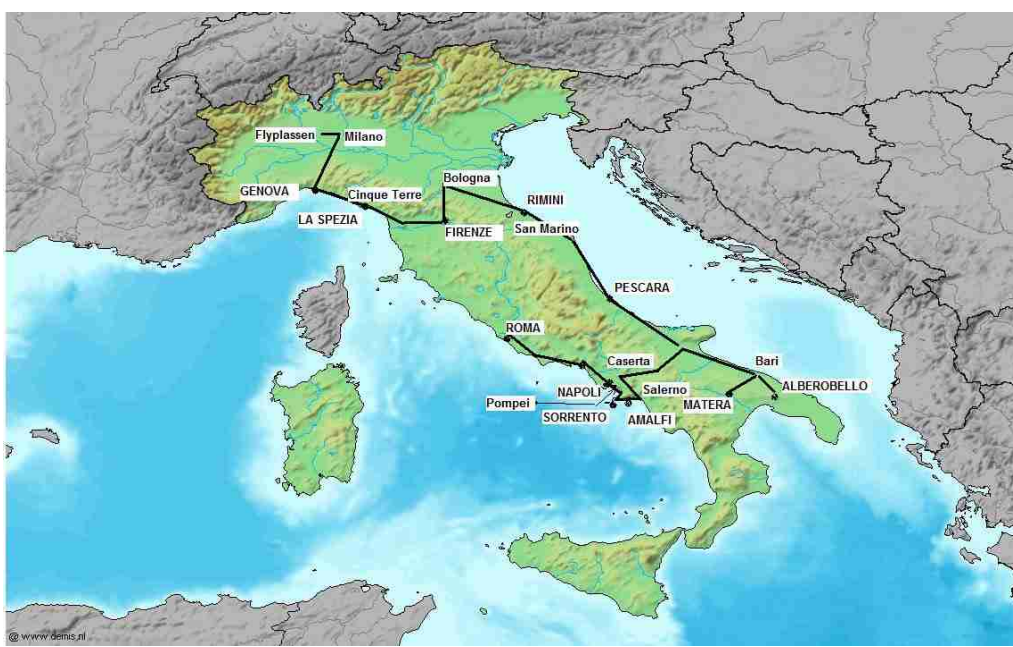 Flyplassen
Milano
Bologna
GENOVA
Cinque Terre
RIMINI
LA SPEZIA
FIRENZE
San Marino
PESCARA
ROMA
Caserta
Bari
NAPOLI
Salerno
ALBEROBELLO
Pompei
MATERA
SORRENTO
AMALFI
@ www.demis.nl